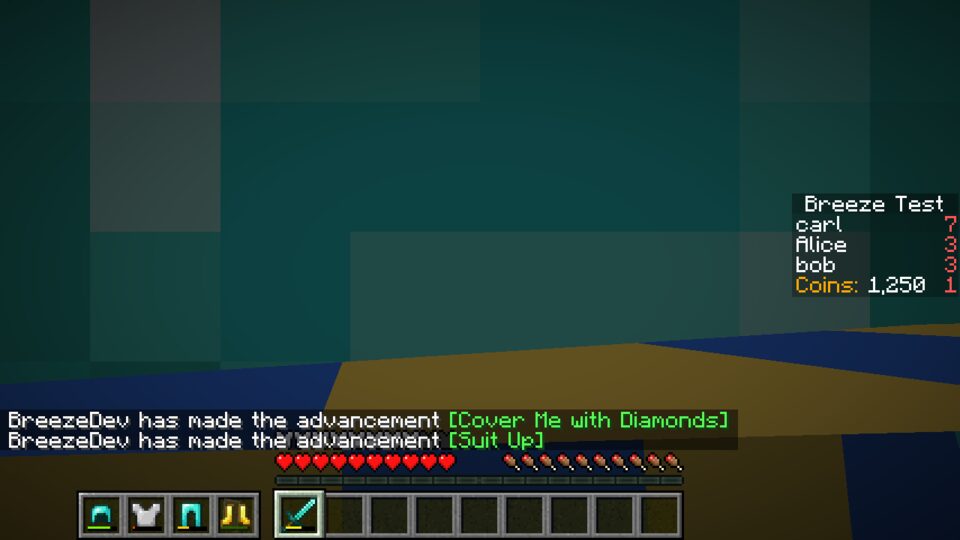 Breeze Test
carl 7
Alice 3
bob 3
Coins: 1,250 1
BreezeDev has made the advancement [Cover Me with Diamonds]
BreezeDev has made the advancement [Suit Up]